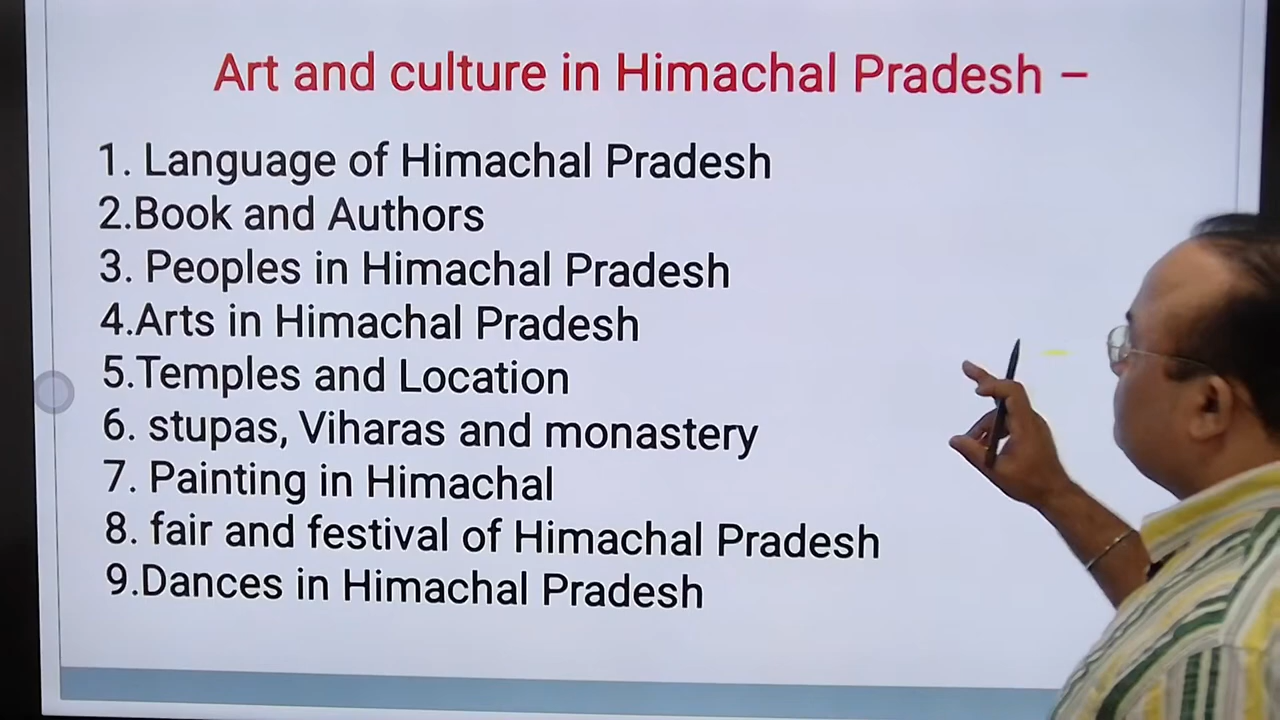 Art and culture in Himachal Pradesh –
1. Language of Himachal Pradesh
2.Book and Authors
3. Peoples in Himachal Pradesh
4.Arts in Himachal Pradesh
5.Temples and Location
6. stupas, Viharas and monastery
7. Painting in Himachal
8. fair and festival of Himachal Pradesh
9.Dances in Himachal Pradesh